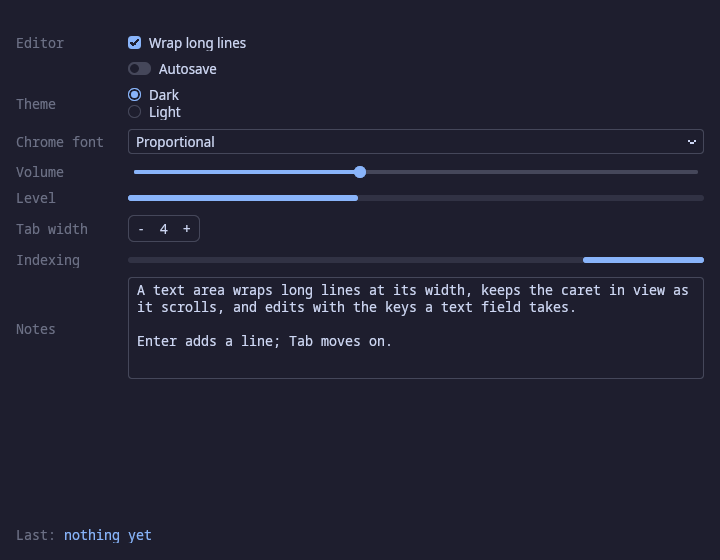 Editor Wrap long lines
Autosave
Theme Dark
Light
Chrome font Proportional
Volume
Level
Tab width - 4 +
Indexing
Notes
A text area wraps long lines at its width, keeps the caret in view as
it scrolls, and edits with the keys a text field takes.
Enter adds a line; Tab moves on.
Last: nothing yet